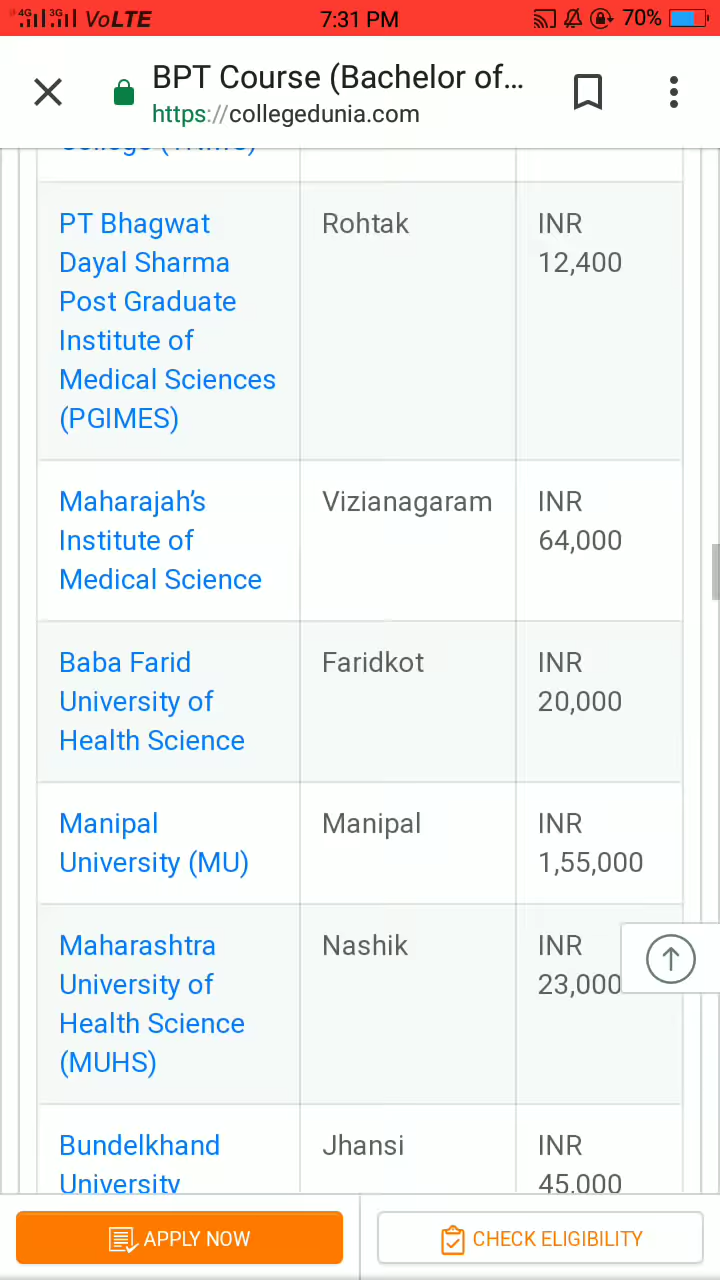 4G 3G VoLTE 7:31 PM 70%
BPT Course (Bachelor of...
https://collegedunia.com
PT Bhagwat Rohtak INR
Dayal Sharma 12,400
Post Graduate
Institute of
Medical Sciences
(PGIMES)
Maharajah’s Vizianagaram INR
Institute of 64,000
Medical Science
Baba Farid Faridkot INR
University of 20,000
Health Science
Manipal Manipal INR
University (MU) 1,55,000
Maharashtra Nashik INR
University of 23,000
Health Science
(MUHS)
Bundelkhand Jhansi INR
University 45,000
APPLY NOW CHECK ELIGIBILITY